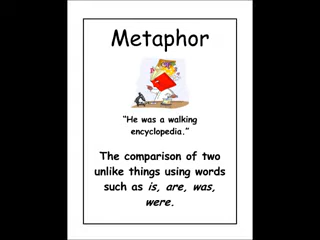 Metaphor
"He was a walking
encyclopedia."
The comparison of two
unlike things using words
such as is, are, was,
were.